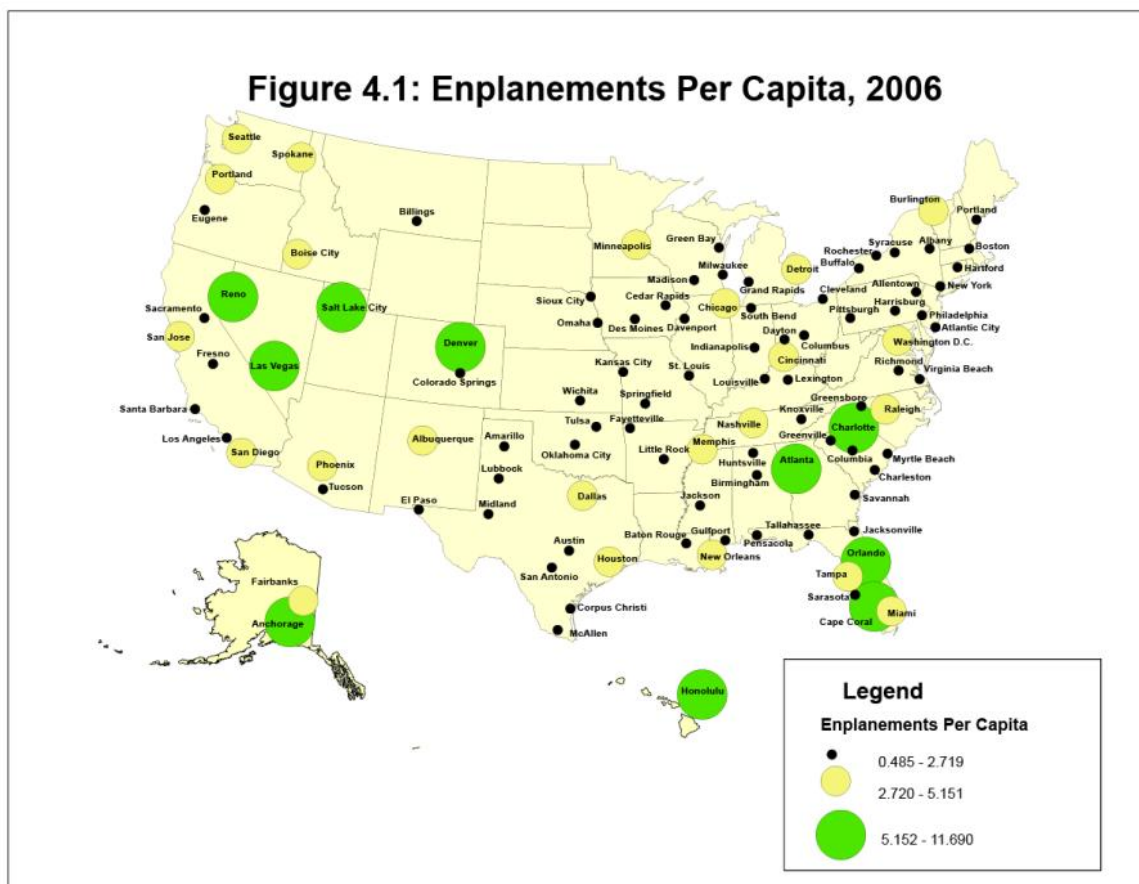 Figure 4.1: Enplanements Per Capita, 2006
Seattle
Spokane
Portland
Eugene
Billings
Boise City
Minneapolis
Green Bay
Burlington
Portland
Rochester
Syracuse
Albany
Boston
Buffalo
Hartford
Milwaukee
Detroit
Madison
Grand Rapids
Cleveland
Allentown
New York
Reno
Salt Lake City
Sioux City
Cedar Rapids
Chicago
South Bend
Pittsburgh
Harrisburg
Philadelphia
Sacramento
Omaha
Des Moines
Davenport
Dayton
Columbus
Atlantic City
San Jose
Denver
Indianapolis
Cincinnati
Washington D.C.
Fresno
Las Vegas
Colorado Springs
Kansas City
St. Louis
Louisville
Lexington
Richmond
Virginia Beach
Santa Barbara
Wichita
Springfield
Greensboro
Raleigh
Los Angeles
Albuquerque
Amarillo
Tulsa
Fayetteville
Nashville
Knoxville
Charlotte
San Diego
Phoenix
Oklahoma City
Little Rock
Memphis
Greenville
Tucson
Lubbock
Huntsville
Atlanta
Columbia
Myrtle Beach
Birmingham
Charleston
El Paso
Midland
Dallas
Jackson
Savannah
Austin
Baton Rouge
Gulfport
Tallahassee
Jacksonville
Pensacola
San Antonio
Houston
New Orleans
Orlando
Fairbanks
Tampa
Sarasota
Corpus Christi
Anchorage
Cape Coral
Miami
McAllen
Honolulu
Legend
Enplanements Per Capita
0.485 - 2.719
2.720 - 5.151
5.152 - 11.690